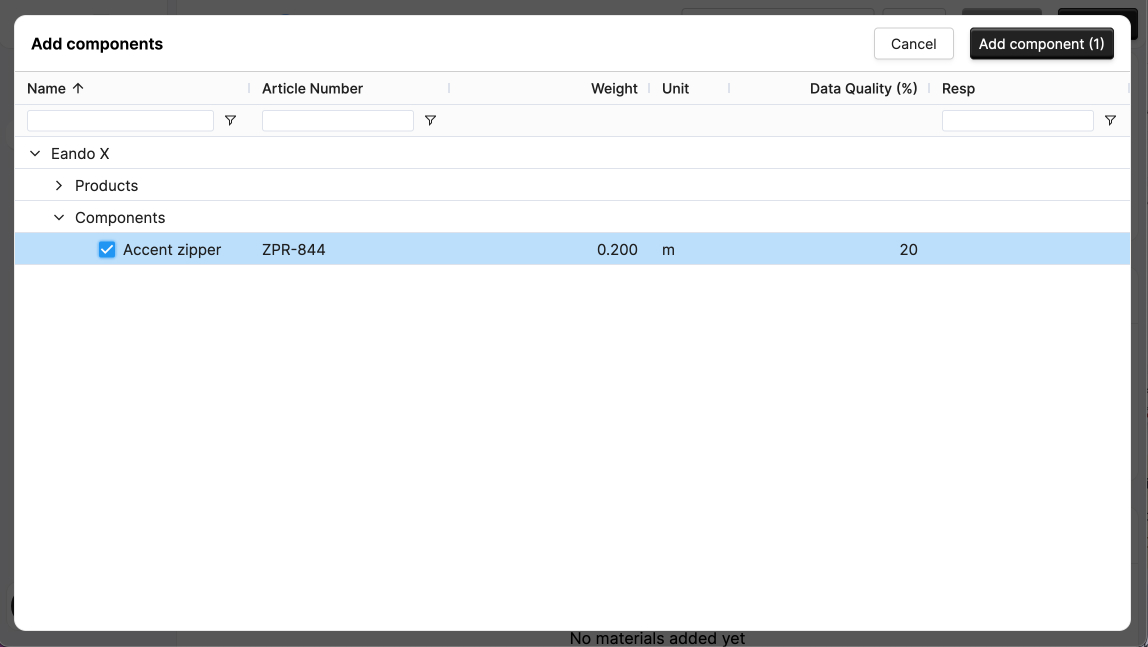 Add components
Cancel
Add component (1)
Name Article Number Weight Unit Data Quality (%) Resp
Eando X
Products
Components
Accent zipper ZPR-844 0.200 m 20
No materials added yet